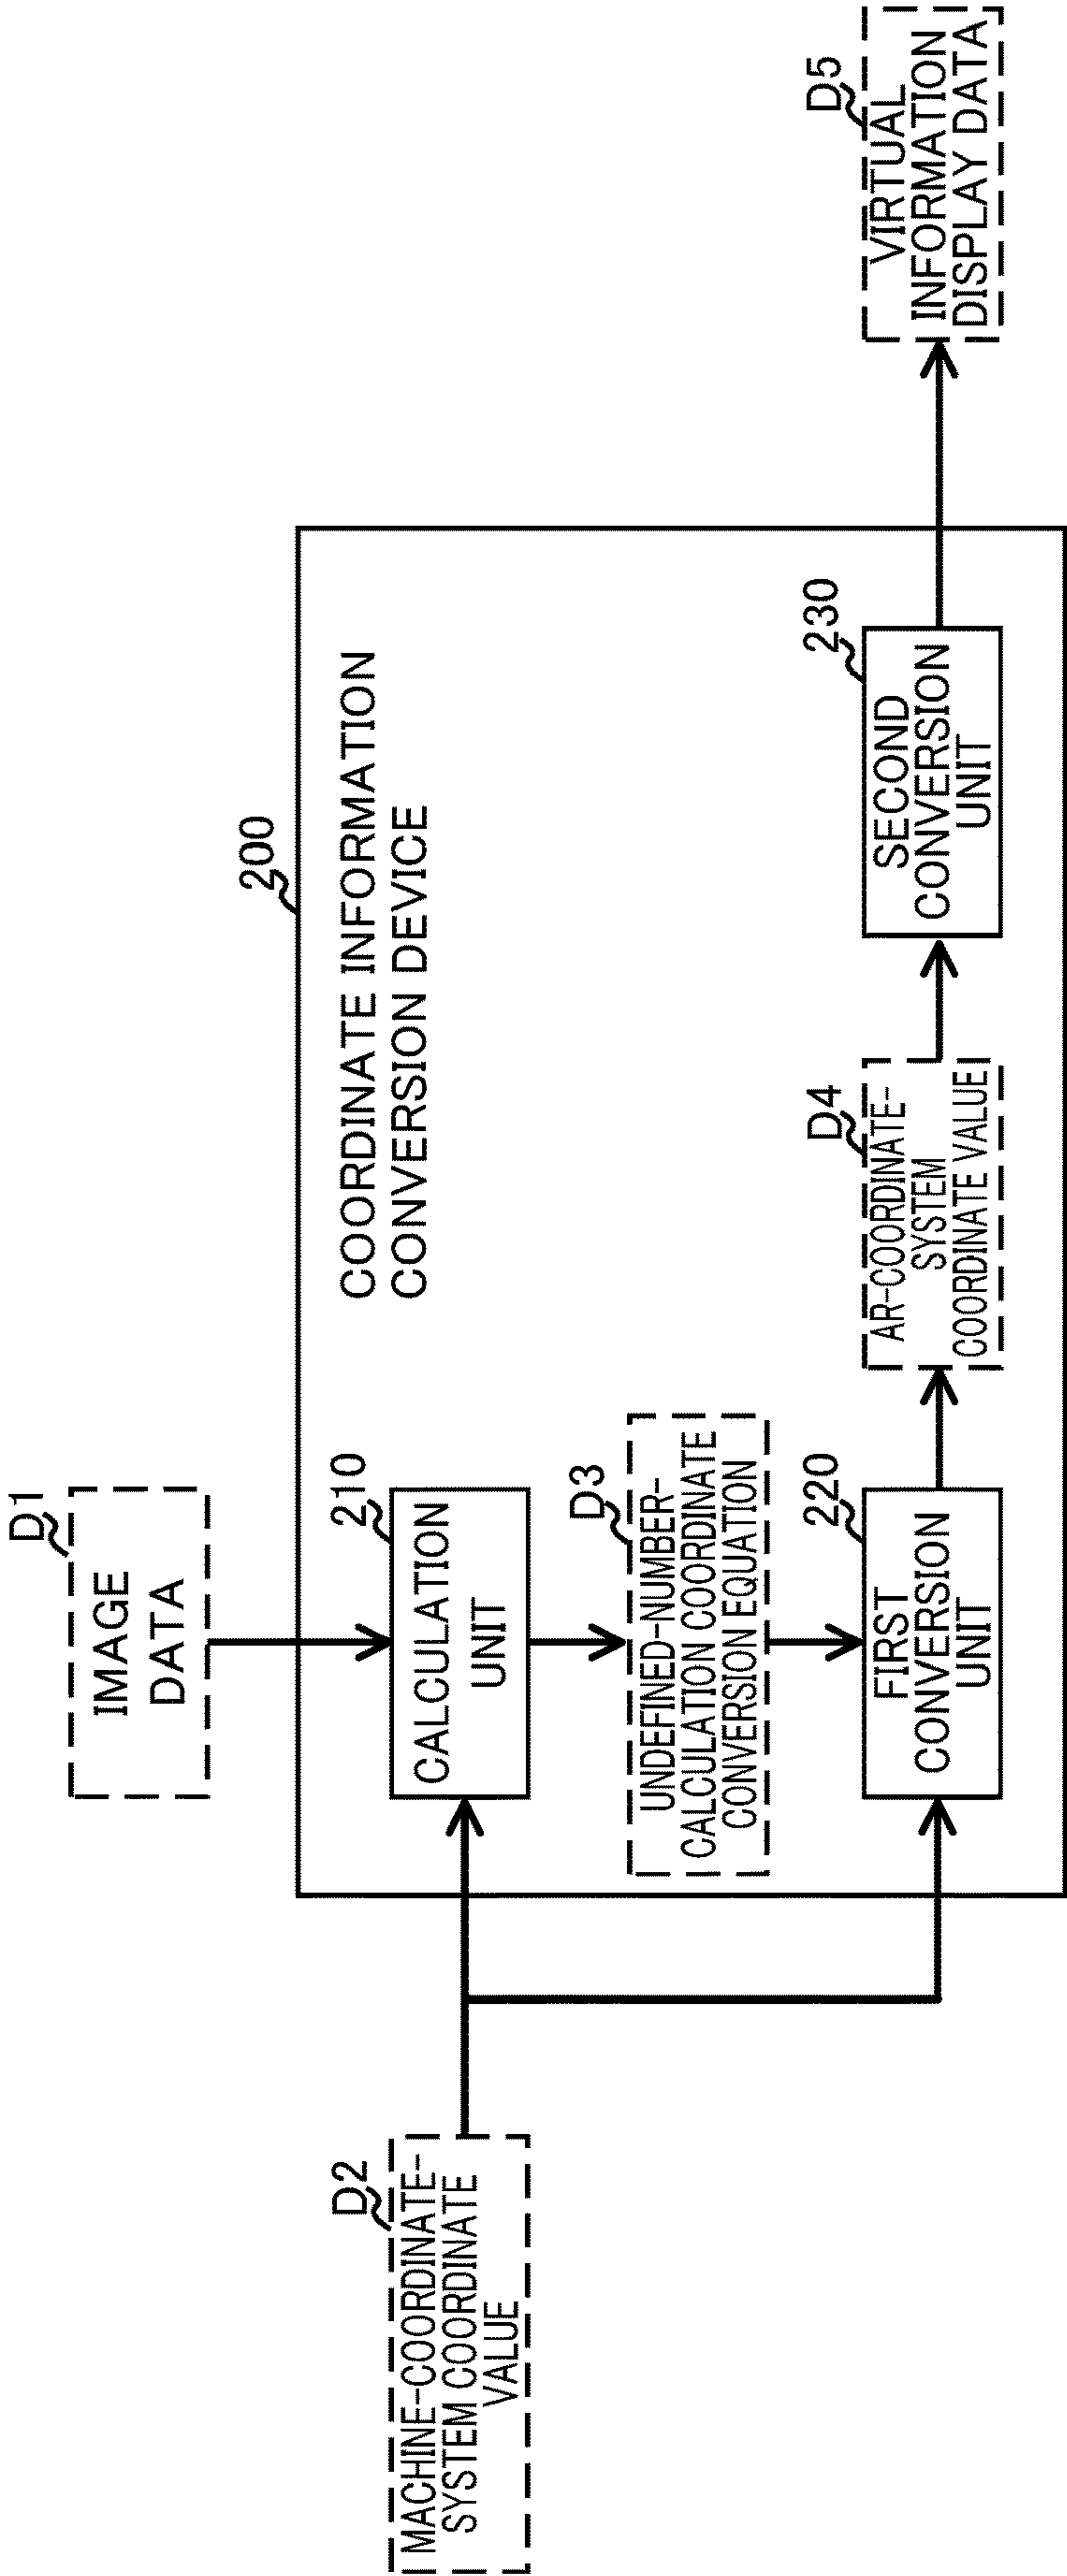 D1
IMAGE
DATA
200
COORDINATE INFORMATION
CONVERSION DEVICE
D2
MACHINE-COORDINATE-
SYSTEM COORDINATE
VALUE
210
CALCULATION
UNIT
D3
UNDEFINED-NUMBER-
CALCULATION COORDINATE
CONVERSION EQUATION
220
FIRST
CONVERSION
UNIT
D4
AR-COORDINATE-
SYSTEM
COORDINATE VALUE
230
SECOND
CONVERSION
UNIT
D5
VIRTUAL
INFORMATION
DISPLAY DATA